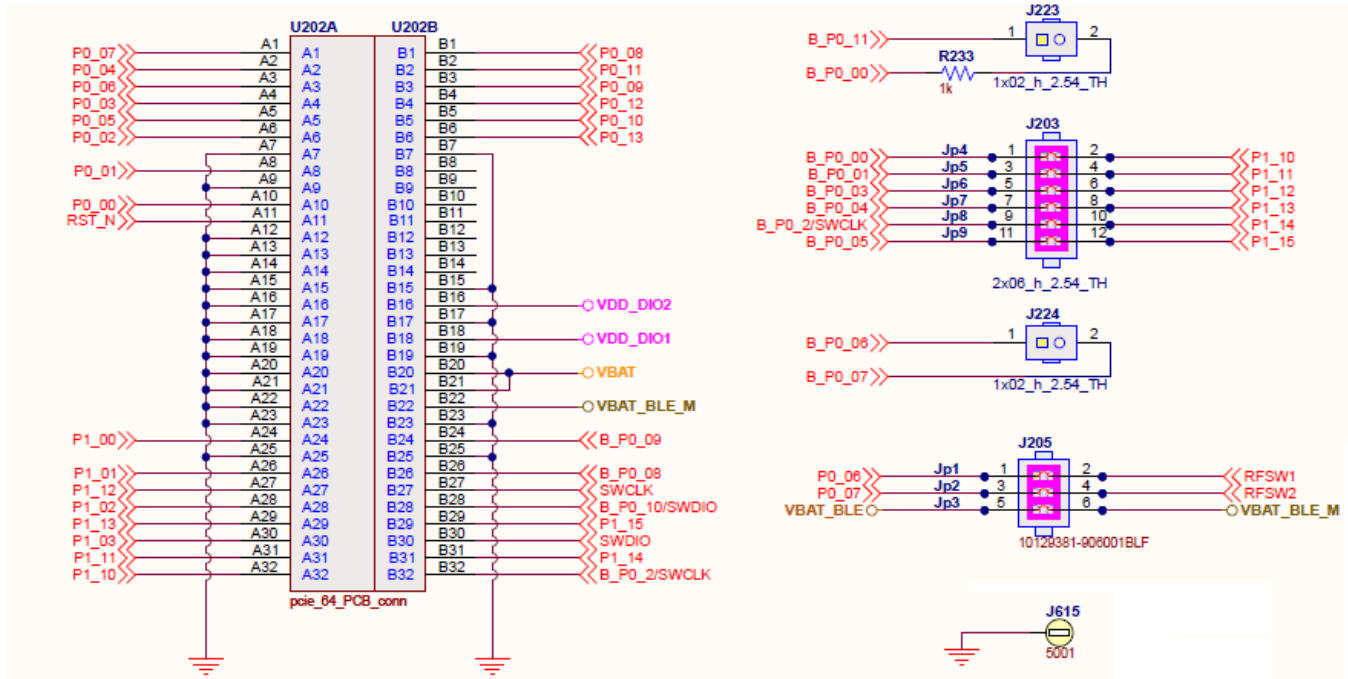 U202A U202B
P0_07 A1 A1 B1 B1 P0_08
P0_04 A2 A2 B2 B2 P0_11
P0_06 A3 A3 B3 B3 P0_09
P0_03 A4 A4 B4 B4 P0_12
P0_05 A5 A5 B5 B5 P0_10
P0_02 A6 A6 B6 B6 P0_13
A7 A7 B7 B7
P0_01 A8 A8 B8 B8
A9 A9 B9 B9
P0_00 A10 A10 B10 B10
RST_N A11 A11 B11 B11
A12 A12 B12 B12
A13 A13 B13 B13
A14 A14 B14 B14
A15 A15 B15 B15
A16 A16 B16 B16 VDD_DIO2
A17 A17 B17 B17
A18 A18 B18 B18 VDD_DIO1
A19 A19 B19 B19
A20 A20 B20 B20 VBAT
A21 A21 B21 B21
A22 A22 B22 B22 VBAT_BLE_M
A23 A23 B23 B23
P1_00 A24 A24 B24 B24 B_P0_09
A25 A25 B25 B25
P1_01 A26 A26 B26 B26 B_P0_08
P1_12 A27 A27 B27 B27 SWCLK
P1_02 A28 A28 B28 B28 B_P0_10/SWDIO
P1_13 A29 A29 B29 B29 P1_15
P1_03 A30 A30 B30 B30 SWDIO
P1_11 A31 A31 B31 B31 P1_14
P1_10 A32 A32 B32 B32 B_P0_2/SWCLK
pcie_64_PCB_conn
J223
B_P0_11 1 2
R233
B_P0_00
1k 1x02_h_2.54_TH
J203
B_P0_00 Jp4 1 2 P1_10
B_P0_01 Jp5 3 4 P1_11
B_P0_03 Jp6 5 6 P1_12
B_P0_04 Jp7 7 8 P1_13
B_P0_2/SWCLK Jp8 9 10 P1_14
B_P0_05 Jp9 11 12 P1_15
2x06_h_2.54_TH
J224
B_P0_06 1 2
B_P0_07
1x02_h_2.54_TH
J205
P0_06 Jp1 1 2 RFSW1
P0_07 Jp2 3 4 RFSW2
VBAT_BLE Jp3 5 6 VBAT_BLE_M
10129381-906001BLF
J615
5001